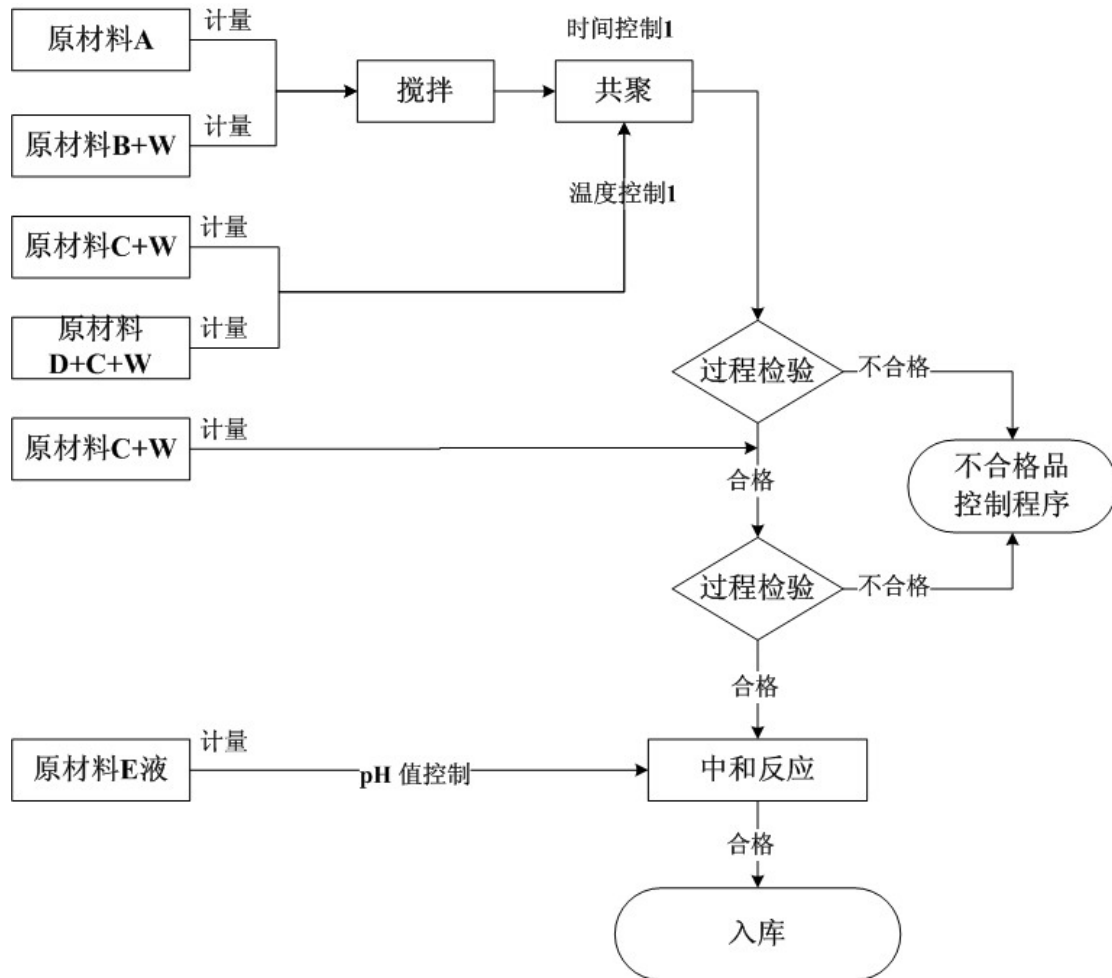 原材料A
计量
时间控制1
搅拌
共聚
原材料B+W
计量
温度控制1
原材料C+W
计量
原材料
D+C+W
计量
过程检验
不合格
原材料C+W
计量
合格
不合格品
控制程序
过程检验
不合格
合格
原材料E液
计量
pH 值控制
中和反应
合格
入库